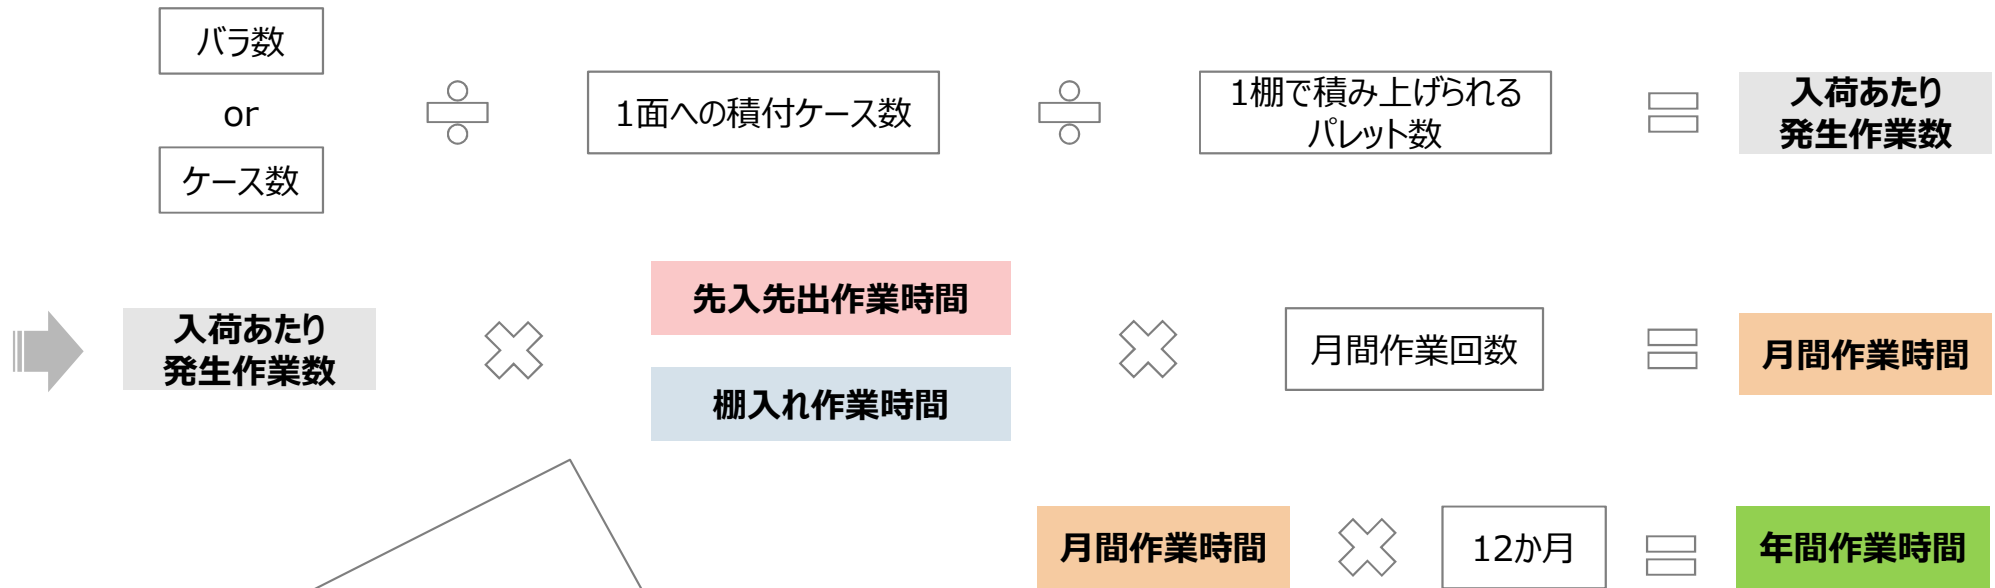 バラ数
or
ケース数
1面への積付ケース数
1棚で積み上げられる
パレット数
入荷あたり
発生作業数
入荷あたり
発生作業数
先入先出作業時間
棚入れ作業時間
月間作業回数
月間作業時間
月間作業時間
12か月
年間作業時間